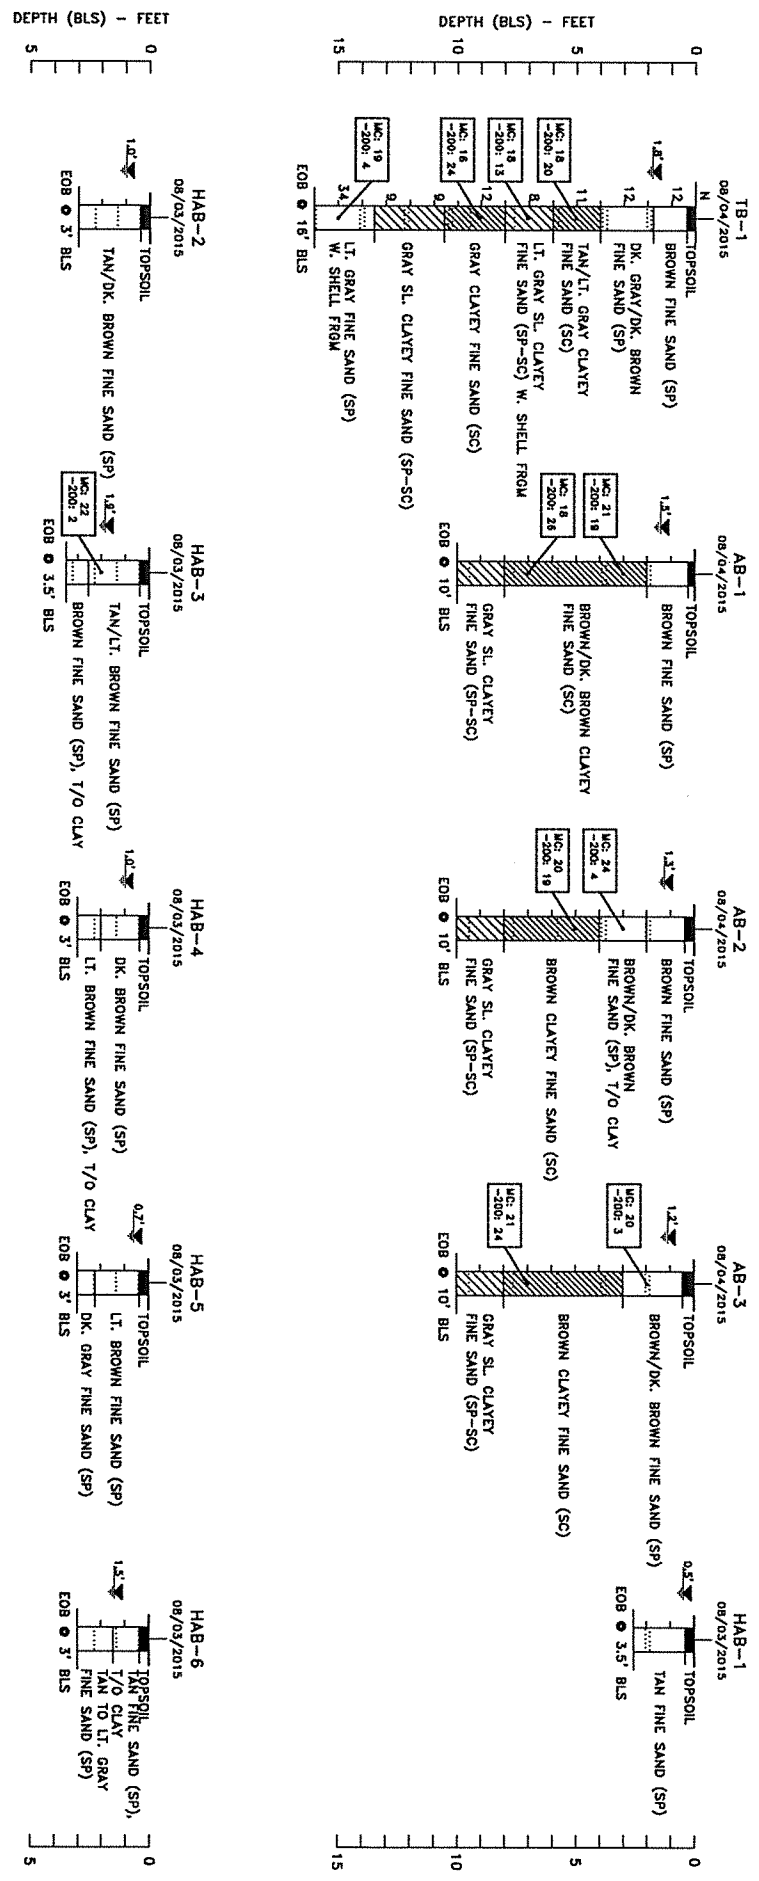 DEPTH (BLS) – FEET
0
5
10
15
TB–1
08/04/2015
N
1.8'
12
12
11
8
12
9
9
34
MC: 18
–200: 20
MC: 18
–200: 13
MC: 16
–200: 24
MC: 19
–200: 4
TOPSOIL
BROWN FINE SAND (SP)
DK. GRAY/DK. BROWN
FINE SAND (SP)
TAN/LT. GRAY CLAYEY
FINE SAND (SC)
LT. GRAY SL. CLAYEY
FINE SAND (SP–SC) W. SHELL FRGM
GRAY CLAYEY FINE SAND (SC)
GRAY SL. CLAYEY FINE SAND (SP–SC)
LT. GRAY FINE SAND (SP)
W. SHELL FRGM
EOB @ 16' BLS
AB–1
08/04/2015
1.5'
MC: 21
–200: 19
MC: 18
–200: 26
TOPSOIL
BROWN FINE SAND (SP)
BROWN/DK. BROWN CLAYEY
FINE SAND (SC)
GRAY SL. CLAYEY
FINE SAND (SP–SC)
EOB @ 10' BLS
AB–2
08/04/2015
1.3'
MC: 24
–200: 4
MC: 20
–200: 19
TOPSOIL
BROWN FINE SAND (SP)
BROWN/DK. BROWN
FINE SAND (SP), T/O CLAY
BROWN CLAYEY FINE SAND (SC)
GRAY SL. CLAYEY
FINE SAND (SP–SC)
EOB @ 10' BLS
AB–3
08/04/2015
1.2'
MC: 20
–200: 3
MC: 21
–200: 24
TOPSOIL
BROWN/DK. BROWN FINE SAND (SP)
BROWN CLAYEY FINE SAND (SC)
GRAY SL. CLAYEY
FINE SAND (SP–SC)
EOB @ 10' BLS
HAB–1
08/03/2015
0.5'
TOPSOIL
TAN FINE SAND (SP)
EOB @ 3.5' BLS
0
5
10
15
DEPTH (BLS) – FEET
0
5
HAB–2
08/03/2015
1.0'
TAN/DK. BROWN FINE SAND (SP)
EOB @ 3' BLS
HAB–3
08/03/2015
1.9'
MC: 22
–200: 2
TOPSOIL
TAN/LT. BROWN FINE SAND (SP)
BROWN FINE SAND (SP), T/O CLAY
EOB @ 3.5' BLS
HAB–4
08/03/2015
1.0'
TOPSOIL
DK. BROWN FINE SAND (SP)
LT. BROWN FINE SAND (SP), T/O CLAY
EOB @ 3' BLS
HAB–5
08/03/2015
0.7'
TOPSOIL
LT. BROWN FINE SAND (SP)
DK. GRAY FINE SAND (SP)
EOB @ 3' BLS
HAB–6
08/03/2015
1.5'
TOPSOIL
TAN FINE SAND (SP),
T/O CLAY
TAN TO LT. GRAY
FINE SAND (SP)
EOB @ 3' BLS
0
5